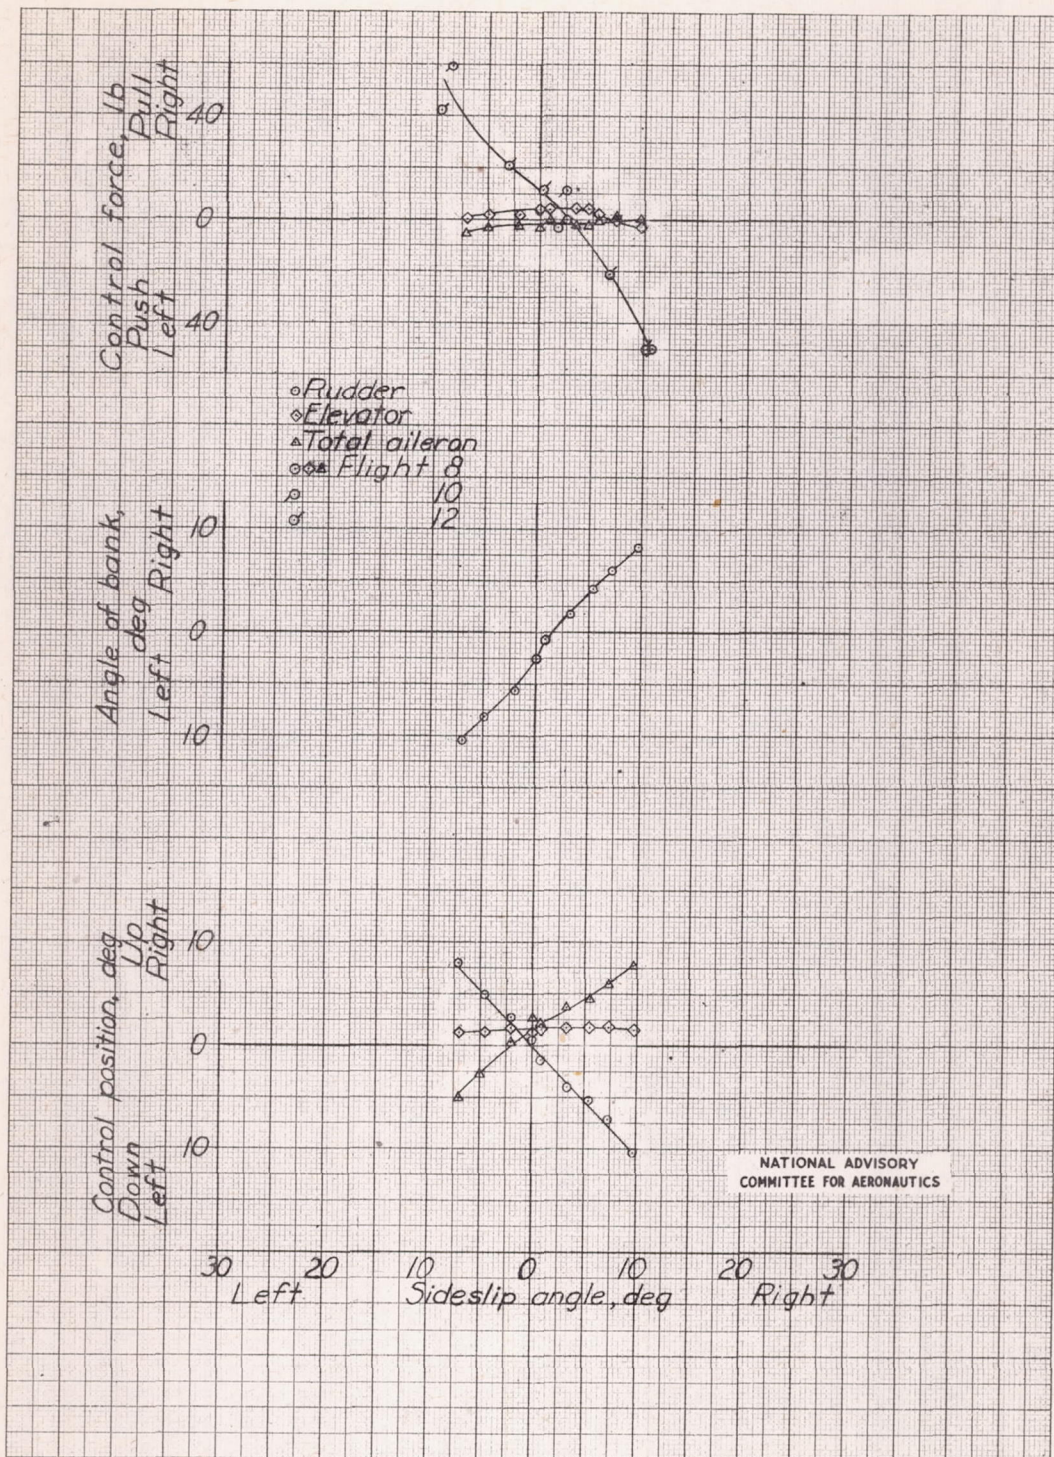 Control force, lb
Pull
Right
Push
Left
40
0
40
Rudder
Elevator
Total aileron
Flight 8
10
12
Angle of bank,
deg
Left Right
10
0
10
Control position, deg
Up
Right
Down
Left
10
0
10
NATIONAL ADVISORY
COMMITTEE FOR AERONAUTICS
30 20 10 0 10 20 30
Left Sideslip angle, deg Right